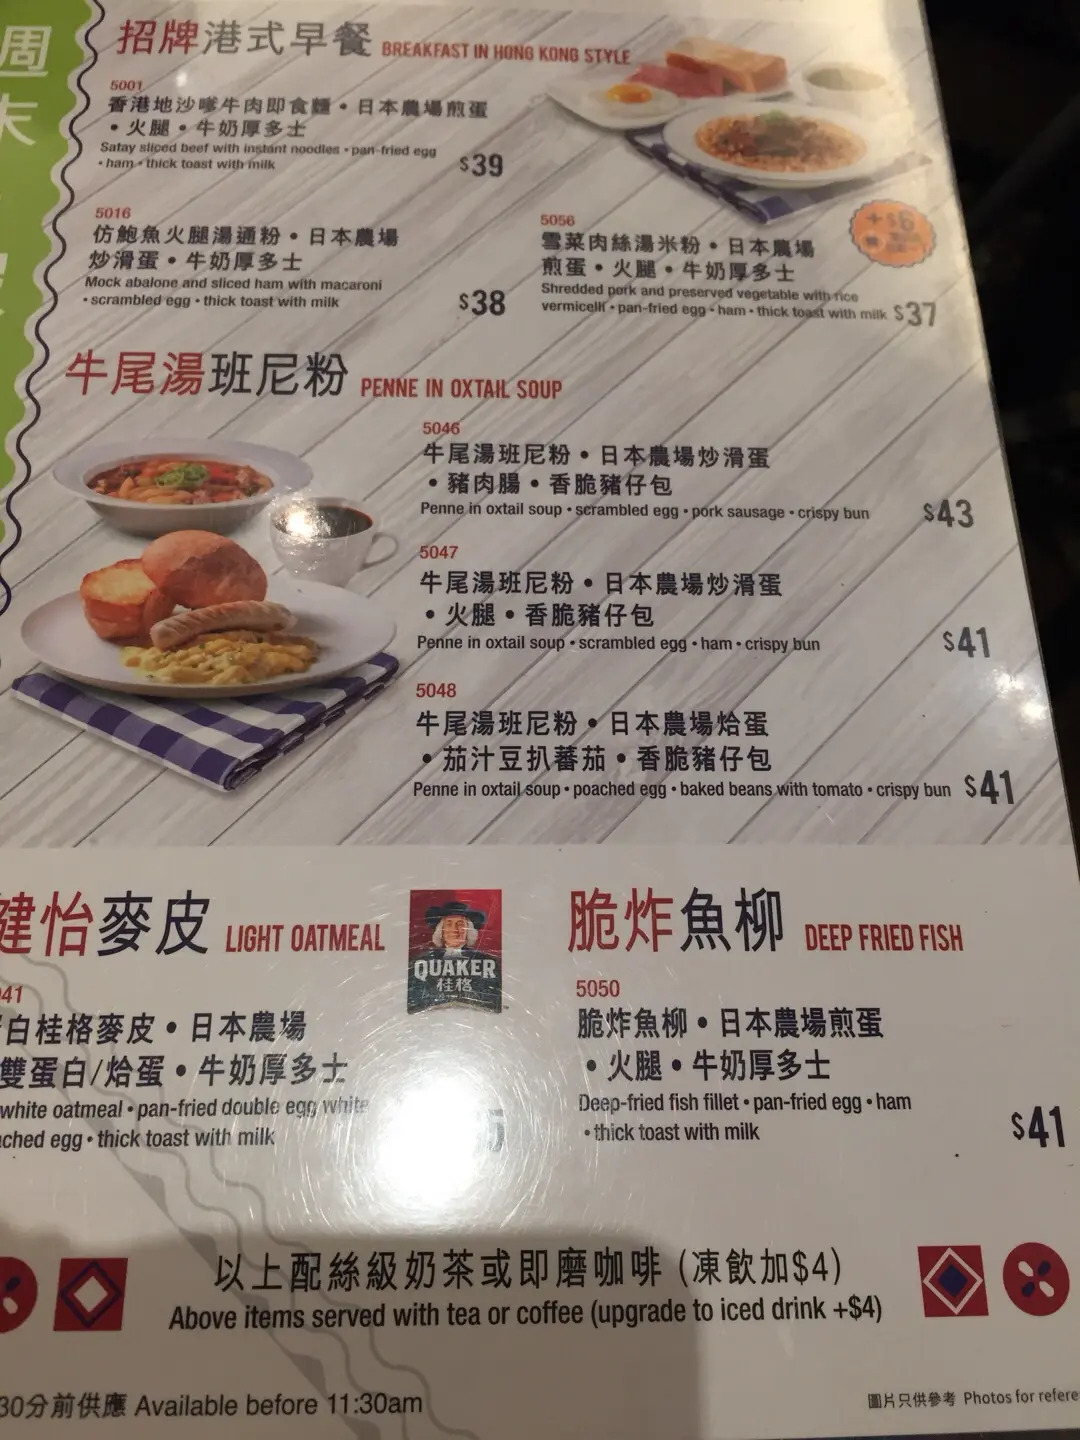 週
末
招牌港式早餐 BREAKFAST IN HONG KONG STYLE
5001
香港地沙嗲牛肉即食麵•日本農場煎蛋
•火腿•牛奶厚多士
Satay sliced beef with instant noodles • pan-fried egg
• ham • thick toast with milk
$39
5016
仿鮑魚火腿湯通粉•日本農場
炒滑蛋•牛奶厚多士
Mock abalone and sliced ham with macaroni
• scrambled egg • thick toast with milk
$38
+$6
5056
雪菜肉絲湯米粉•日本農場
煎蛋•火腿•牛奶厚多士
Shredded pork and preserved vegetable with rice
vermicelli • pan-fried egg • ham • thick toast with milk $37
牛尾湯班尼粉 PENNE IN OXTAIL SOUP
5046
牛尾湯班尼粉•日本農場炒滑蛋
•豬肉腸•香脆豬仔包
Penne in oxtail soup • scrambled egg • pork sausage • crispy bun
$43
5047
牛尾湯班尼粉•日本農場炒滑蛋
•火腿•香脆豬仔包
Penne in oxtail soup • scrambled egg • ham • crispy bun
$41
5048
牛尾湯班尼粉•日本農場烚蛋
•茄汁豆扒蕃茄•香脆豬仔包
Penne in oxtail soup • poached egg • baked beans with tomato • crispy bun $41
健怡麥皮 LIGHT OATMEAL
QUAKER
桂格
41
白桂格麥皮•日本農場
雙蛋白/烚蛋•牛奶厚多士
white oatmeal • pan-fried double egg white
ched egg • thick toast with milk
5
脆炸魚柳 DEEP FRIED FISH
5050
脆炸魚柳•日本農場煎蛋
•火腿•牛奶厚多士
Deep-fried fish fillet • pan-fried egg • ham
• thick toast with milk
$41
以上配絲級奶茶或即磨咖啡 (凍飲加$4)
Above items served with tea or coffee (upgrade to iced drink +$4)
30分前供應 Available before 11:30am
圖片只供參考 Photos for refere